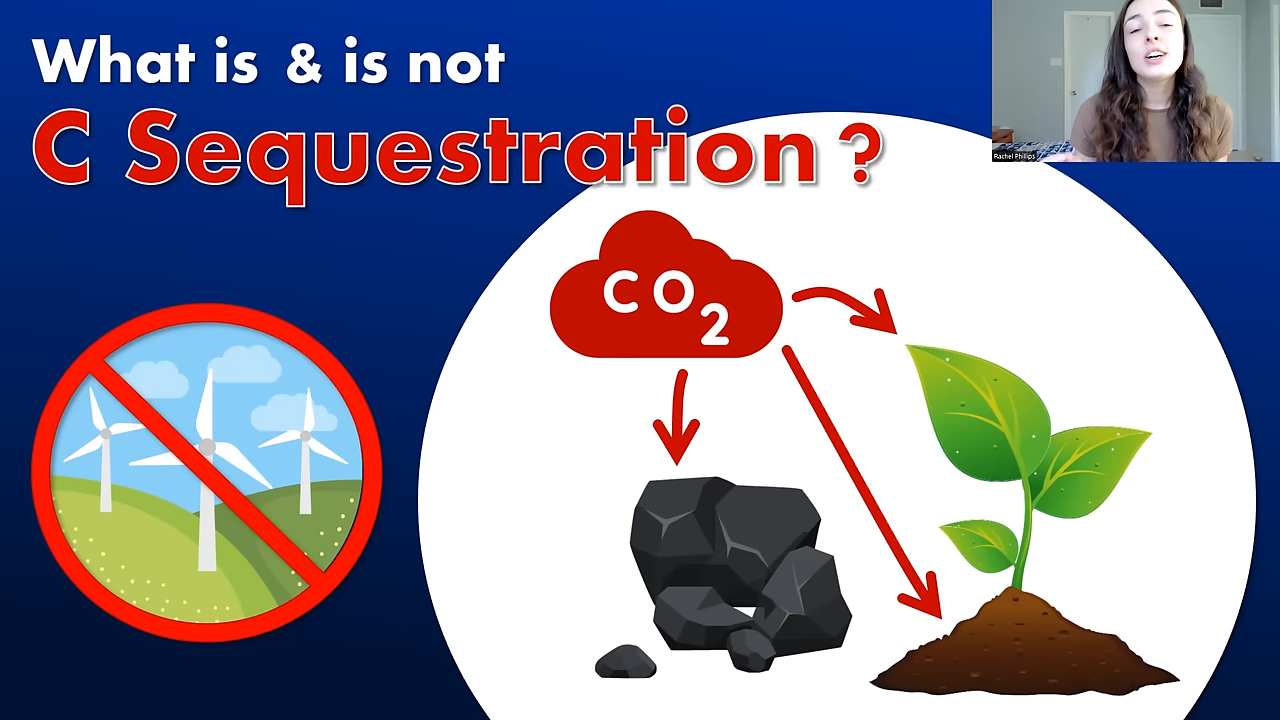 What is & is not
C Sequestration ?
Rachel Phillips
CO2